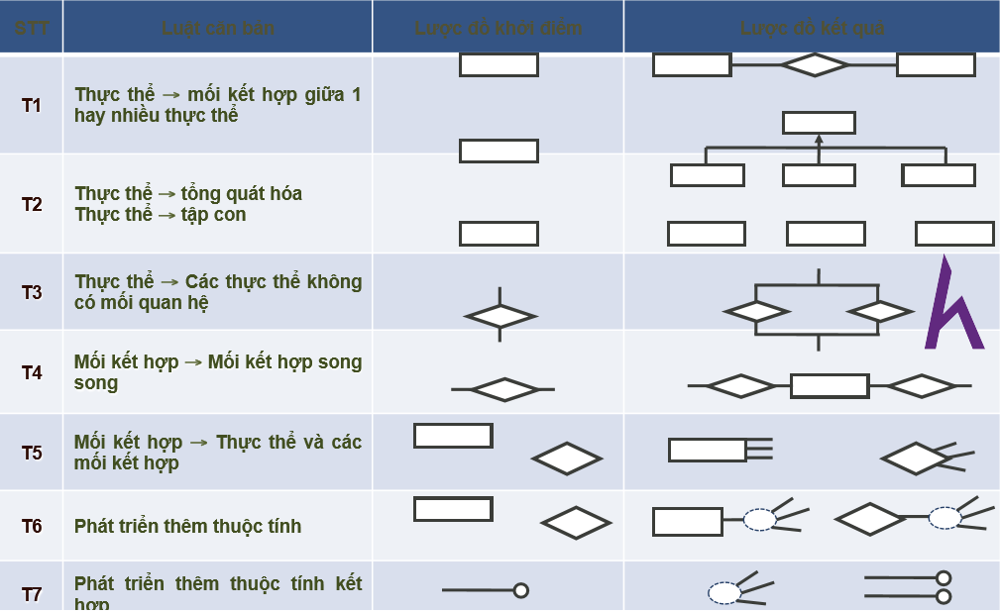 STT
Luật căn bản
Lược đồ khởi điểm
Lược đồ kết quả
T1
Thực thể → mối kết hợp giữa 1
hay nhiều thực thể
T2
Thực thể → tổng quát hóa
Thực thể → tập con
T3
Thực thể → Các thực thể không
có mối quan hệ
T4
Mối kết hợp → Mối kết hợp song
song
T5
Mối kết hợp → Thực thể và các
mối kết hợp
T6
Phát triển thêm thuộc tính
T7
Phát triển thêm thuộc tính kết
hợp